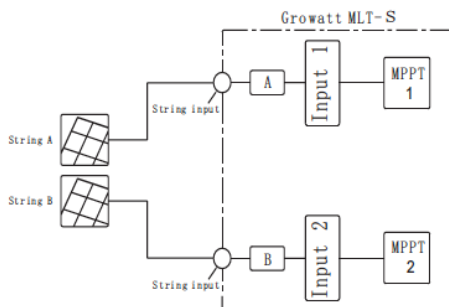 Growatt MLT-S
A
Input 1
MPPT
1
String input
String A
String B
B
Input 2
MPPT
2
String input